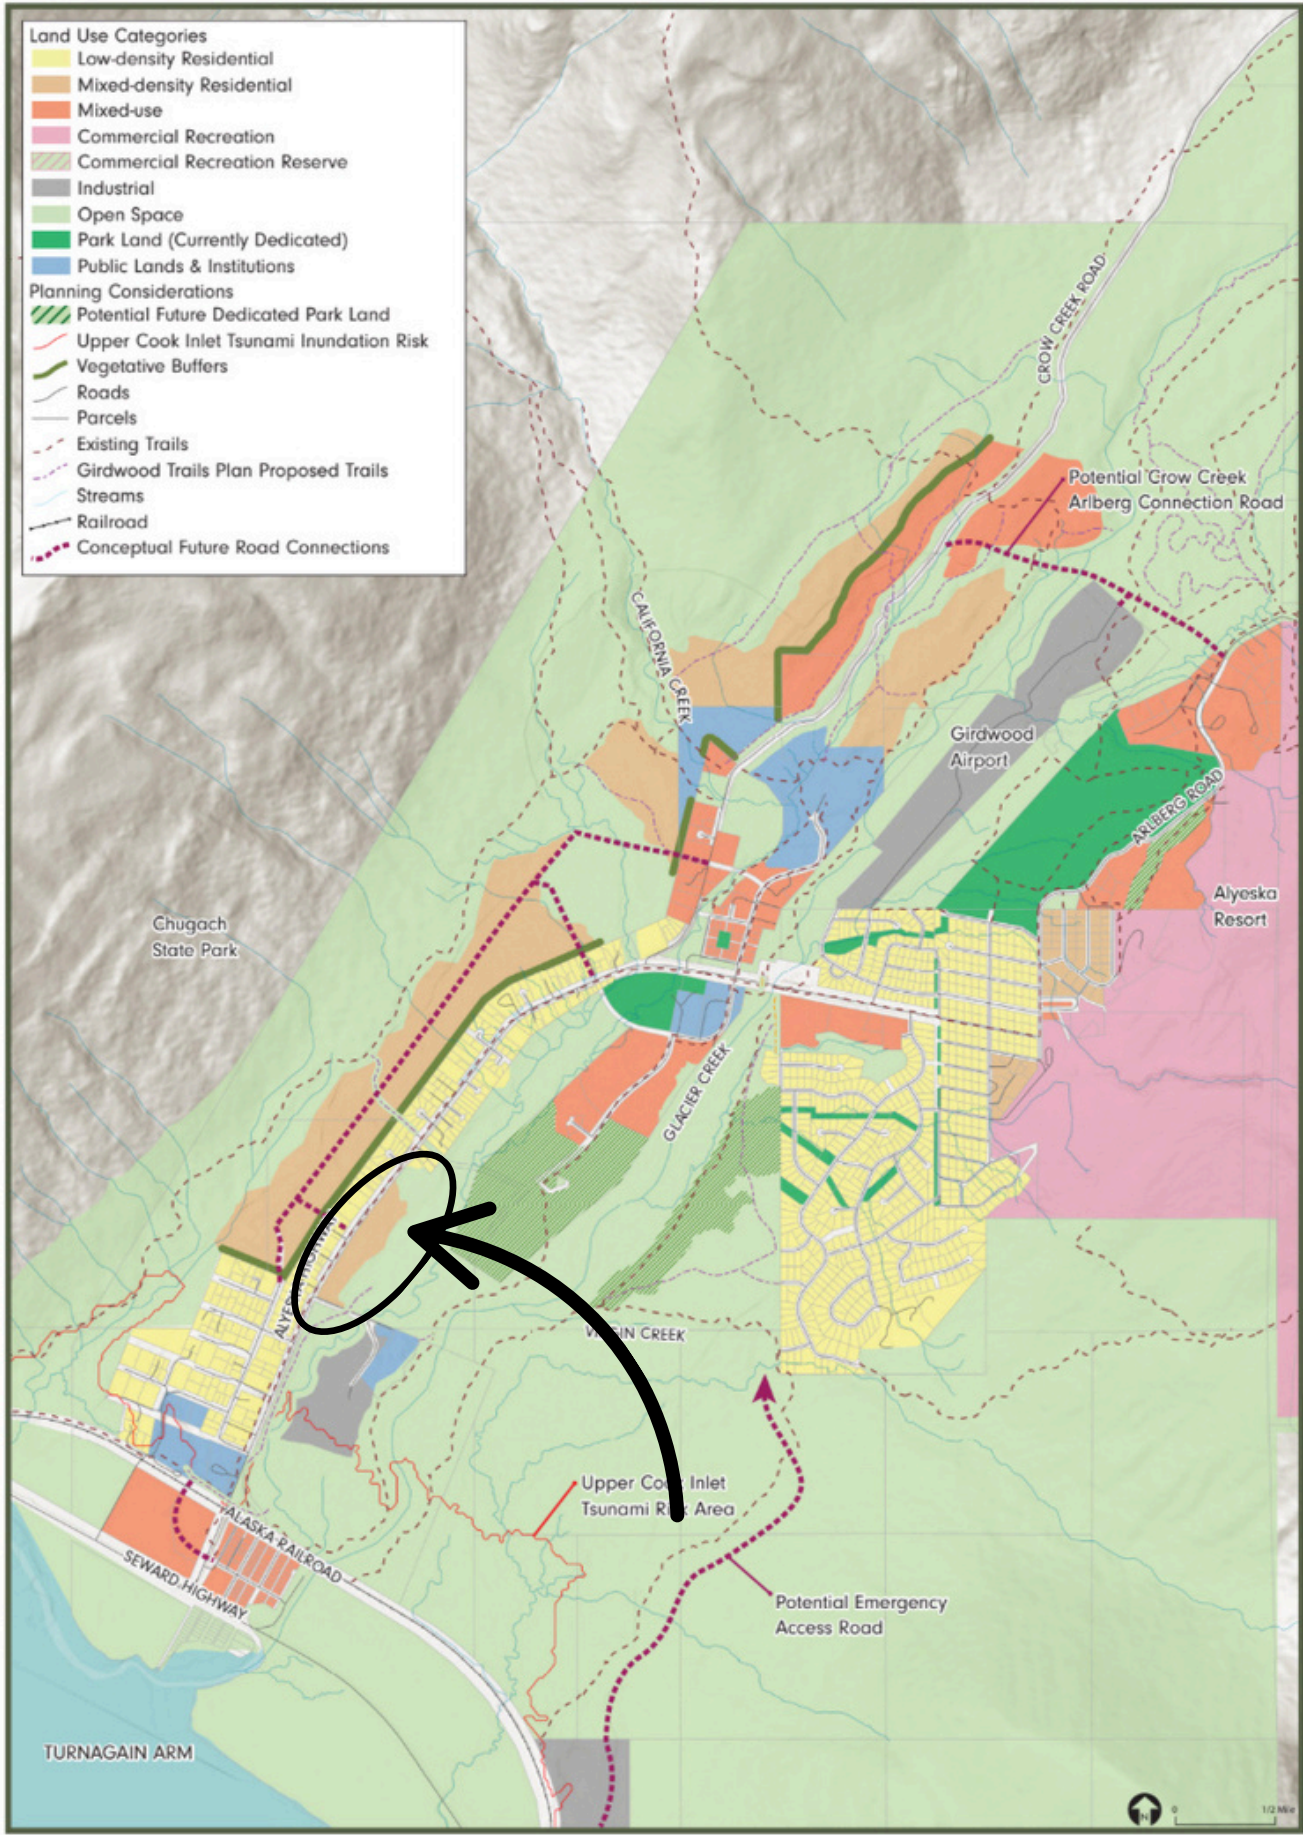 Land Use Categories
Low-density Residential
Mixed-density Residential
Mixed-use
Commercial Recreation
Commercial Recreation Reserve
Industrial
Open Space
Park Land (Currently Dedicated)
Public Lands & Institutions
Planning Considerations
Potential Future Dedicated Park Land
Upper Cook Inlet Tsunami Inundation Risk
Vegetative Buffers
Roads
Parcels
Existing Trails
Girdwood Trails Plan Proposed Trails
Streams
Railroad
Conceptual Future Road Connections
CROW CREEK ROAD
Potential Crow Creek
Arlberg Connection Road
CALIFORNIA CREEK
Girdwood
Airport
ARLBERG ROAD
Alyeska
Resort
Chugach
State Park
GLACIER CREEK
CREEK
Upper
Inlet
Tsunami
Area
ALASKA RAILROAD
SEWARD HIGHWAY
Potential Emergency
Access Road
TURNAGAIN ARM
N
0
1/2 Mile